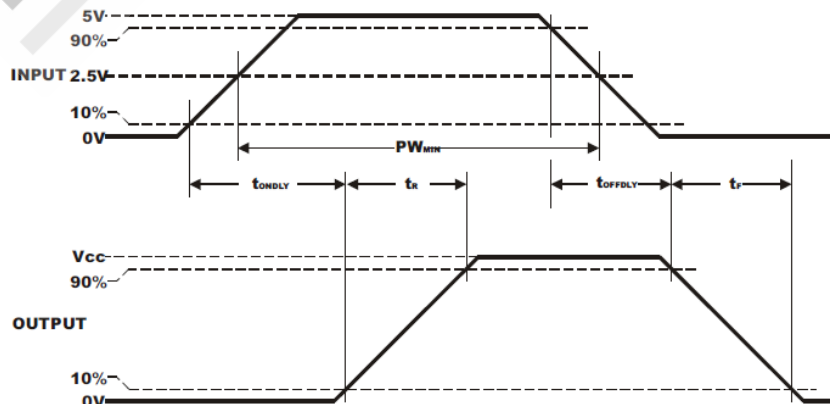 5V
90%
INPUT 2.5V
10%
0V
PWMIN
tONDLY tR tOFFDLY tF
Vcc
90%
OUTPUT
10%
0V